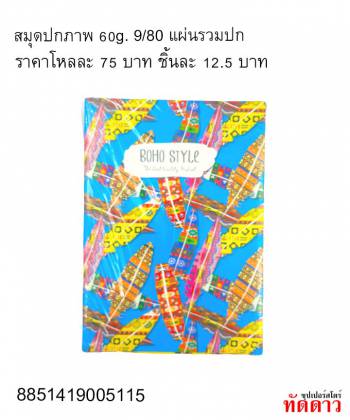 สมุดปกภาพ 60g. 9/80 แผ่นรวมปก
ราคาโหลละ 75 บาท ชิ้นละ 12.5 บาท
BOHO STYLE
8851419005115
ซุปเปอร์สโตร์
ทัดดาว